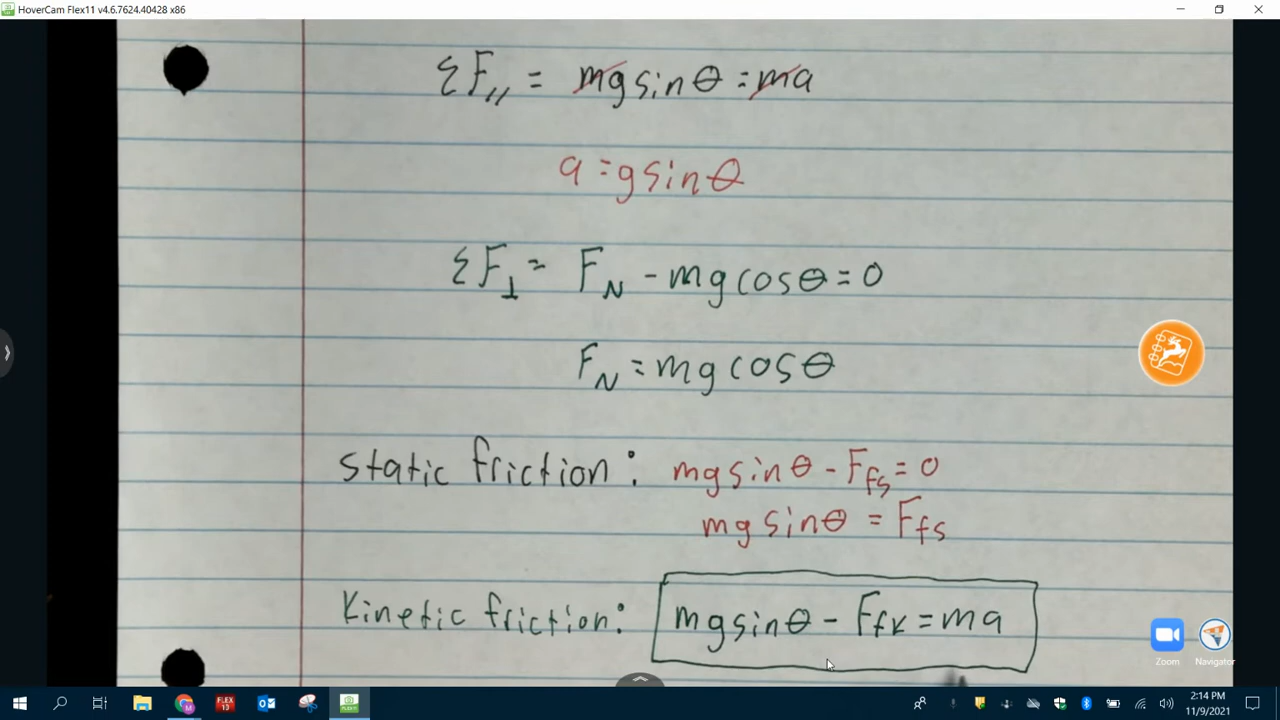 HoverCam Flex11 v4.6.7624.40428 x86
ΣF// = mg sinθ = ma
a = g sinθ
ΣF⊥ = FN - mg cosθ = 0
FN = mg cosθ
Static friction: mg sinθ - Ffs = 0
mg sinθ = Ffs
Kinetic friction: mg sinθ - Ffk = ma
Zoom
Navigator
FLEX 11
2:14 PM
11/9/2021